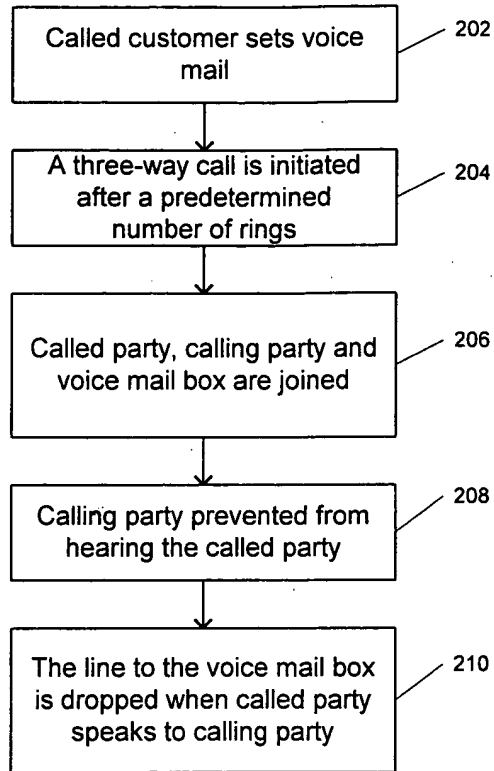 Called customer sets voice
mail
202
A three-way call is initiated
after a predetermined
number of rings
204
Called party, calling party and
voice mail box are joined
206
Calling party prevented from
hearing the called party
208
The line to the voice mail box
is dropped when called party
speaks to calling party
210